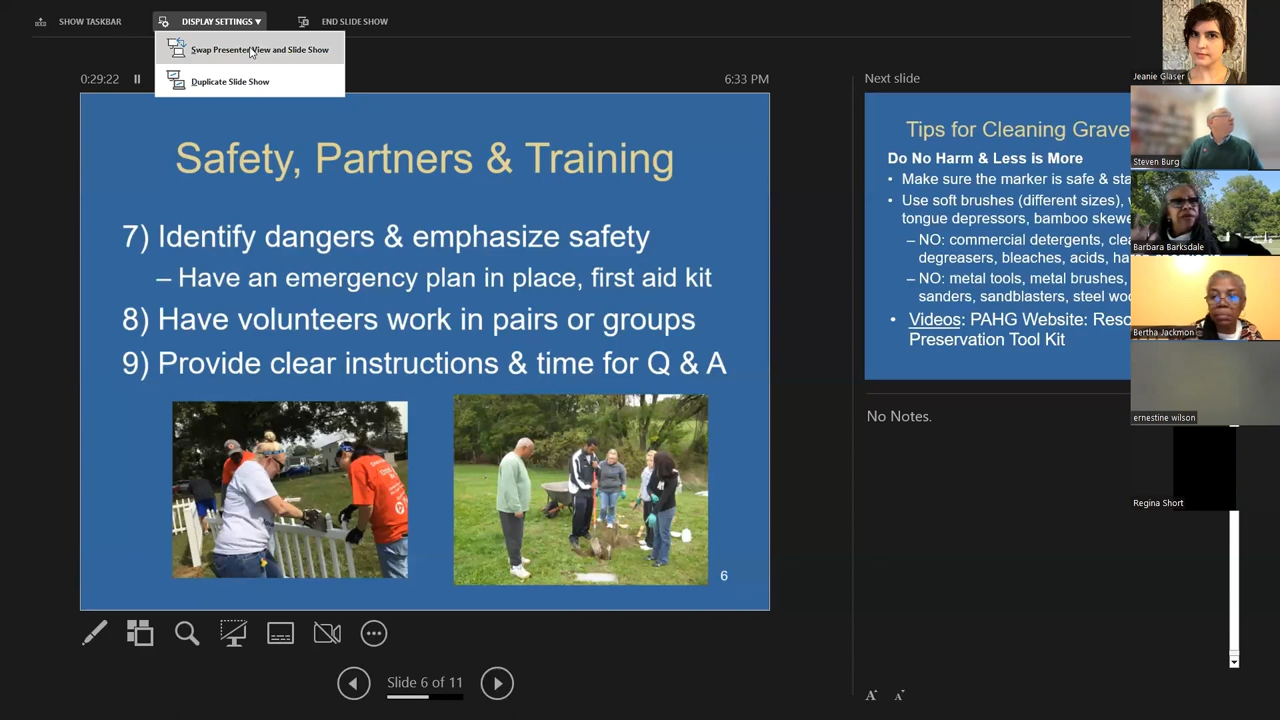 SHOW TASKBAR
DISPLAY SETTINGS ▼
END SLIDE SHOW
Swap Presenter View and Slide Show
Duplicate Slide Show
0:29:22
6:33 PM
Safety, Partners & Training
7) Identify dangers & emphasize safety
– Have an emergency plan in place, first aid kit
8) Have volunteers work in pairs or groups
9) Provide clear instructions & time for Q & A
6
Slide 6 of 11
Next slide
Tips for Cleaning Grave
Do No Harm & Less is More
• Make sure the marker is safe & sta
• Use soft brushes (different sizes),
tongue depressors, bamboo skewe
– NO: commercial detergents, clea
degreasers, bleaches, acids, ha
– NO: metal tools, metal brushes,
sanders, sandblasters, steel woo
• Videos: PAHG Website: Reso
Preservation Tool Kit
No Notes.
A
A
Jeanie Glaser
Steven Burg
Barbara Barksdale
Bertha Jackmon
ernestine wilson
Regina Short